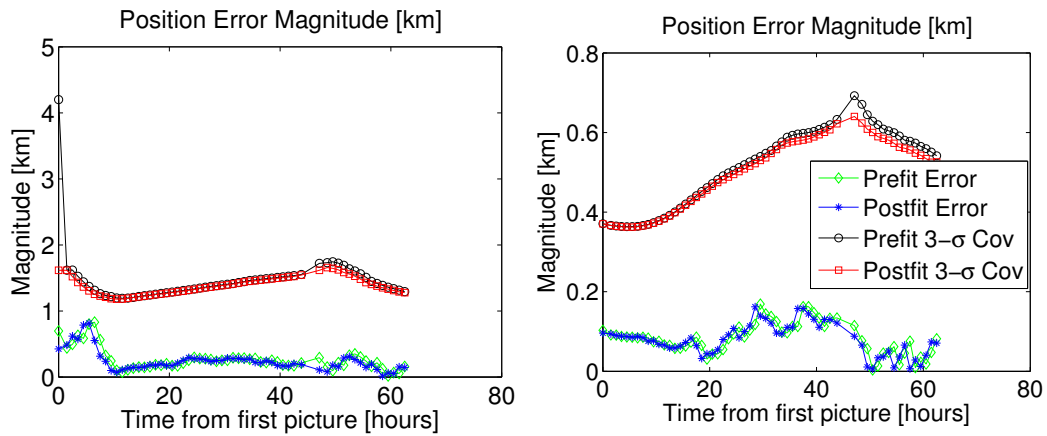 Position Error Magnitude [km]
Magnitude [km]
5
4
3
2
1
0
0
20
40
60
80
Time from first picture [hours]
Position Error Magnitude [km]
Magnitude [km]
0.8
0.6
0.4
0.2
0
0
20
40
60
80
Time from first picture [hours]
Prefit Error
Postfit Error
Prefit 3−σ Cov
Postfit 3−σ Cov